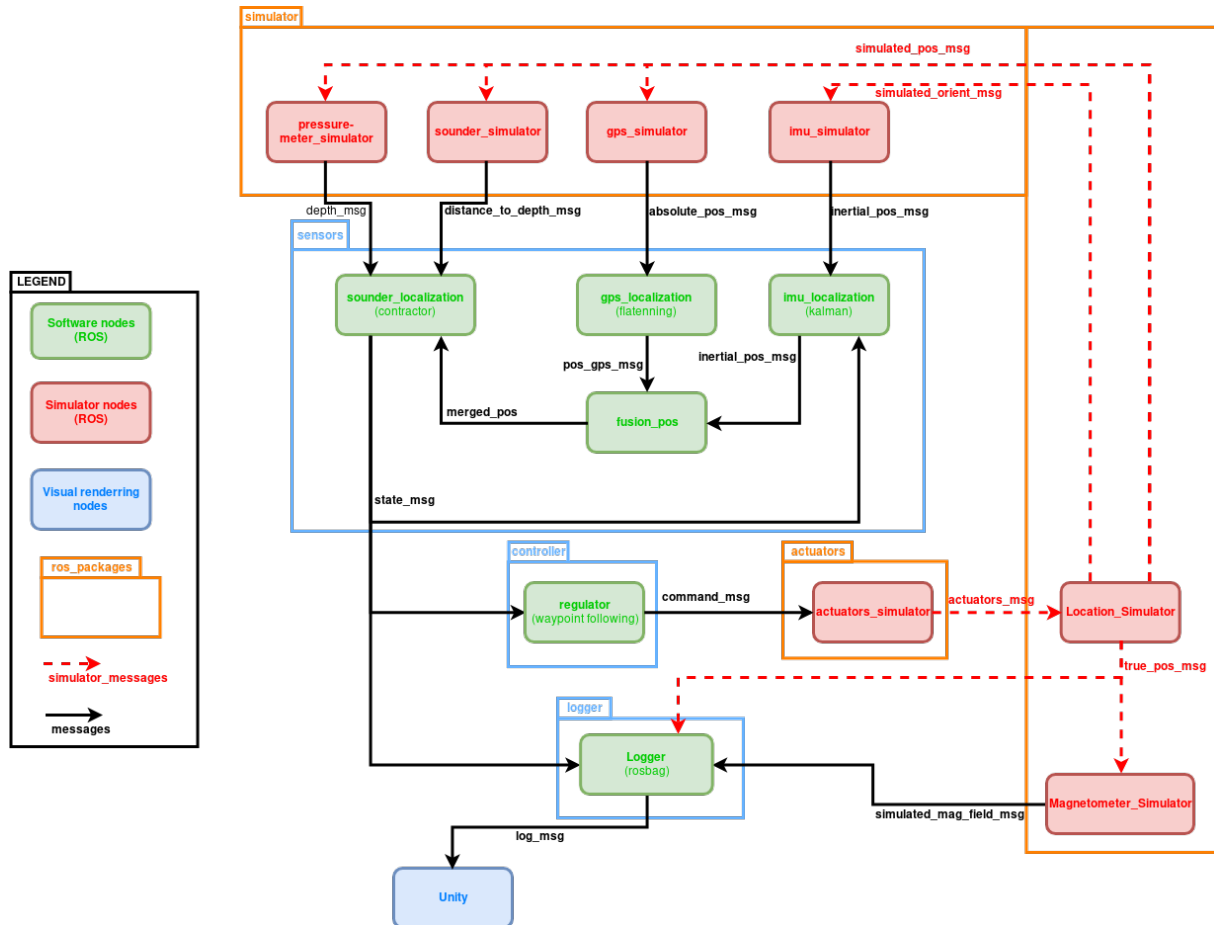 simulator
simulated_pos_msg
simulated_orient_msg
pressure-
meter_simulator
sounder_simulator
gps_simulator
imu_simulator
depth_msg
distance_to_depth_msg
absolute_pos_msg
inertial_pos_msg
sensors
LEGEND
sounder_localization
(contractor)
gps_localization
(flatenning)
imu_localization
(kalman)
Software nodes
(ROS)
pos_gps_msg
inertial_pos_msg
Simulator nodes
(ROS)
merged_pos
fusion_pos
Visual renderring
nodes
state_msg
controller
actuators
ros_packages
regulator
(waypoint following)
command_msg
actuators_simulator
actuators_msg
Location_Simulator
simulator_messages
true_pos_msg
logger
messages
Logger
(rosbag)
Magnetometer_Simulator
simulated_mag_field_msg
log_msg
Unity